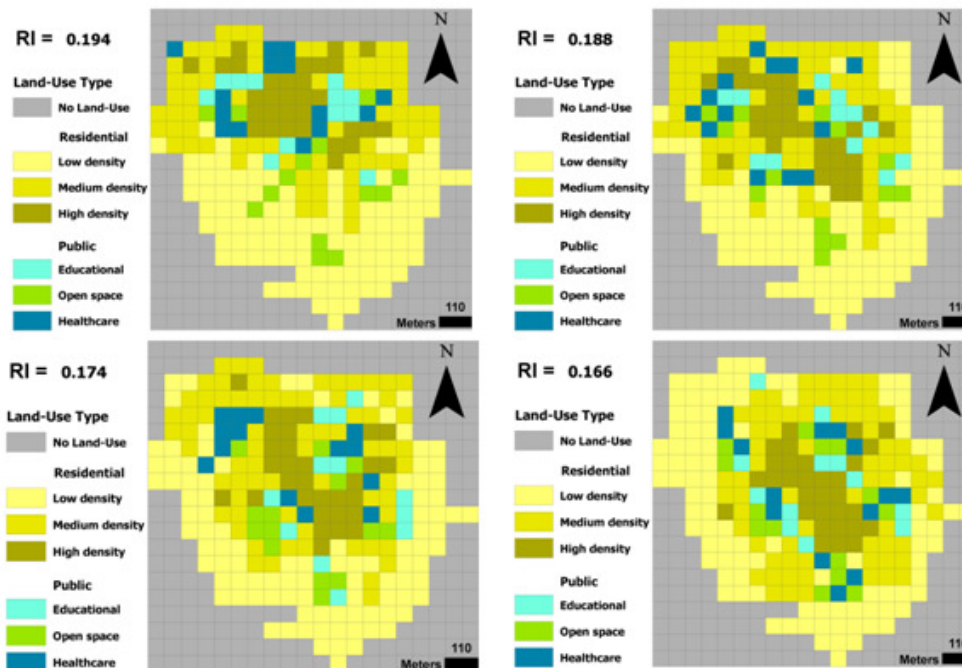 RI = 0.194
N
Land-Use Type
No Land-Use
Residential
Low density
Medium density
High density
Public
Educational
Open space
Healthcare
110
Meters
RI = 0.188
N
Land-Use Type
No Land-Use
Residential
Low density
Medium density
High density
Public
Educational
Open space
Healthcare
110
Meters
RI = 0.174
N
Land-Use Type
No Land-Use
Residential
Low density
Medium density
High density
Public
Educational
Open space
Healthcare
110
Meters
RI = 0.166
N
Land-Use Type
No Land-Use
Residential
Low density
Medium density
High density
Public
Educational
Open space
Healthcare
110
Meters